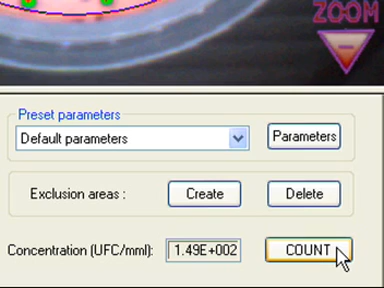 ZOOM
Preset parameters
Default parameters
Parameters
Exclusion areas :
Create
Delete
Concentration (UFC/mml):
1.49E+002
COUNT